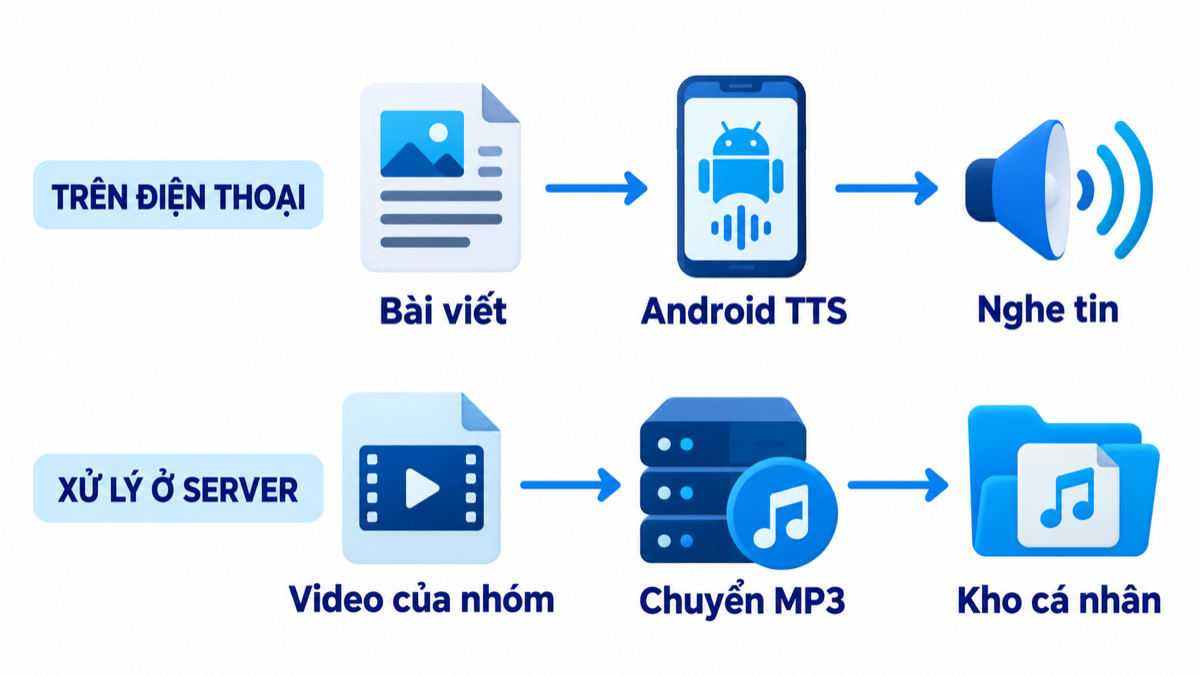 TRÊN ĐIỆN THOẠI
Bài viết
Android TTS
Nghe tin
XỬ LÝ Ở SERVER
Video của nhóm
Chuyển MP3
Kho cá nhân